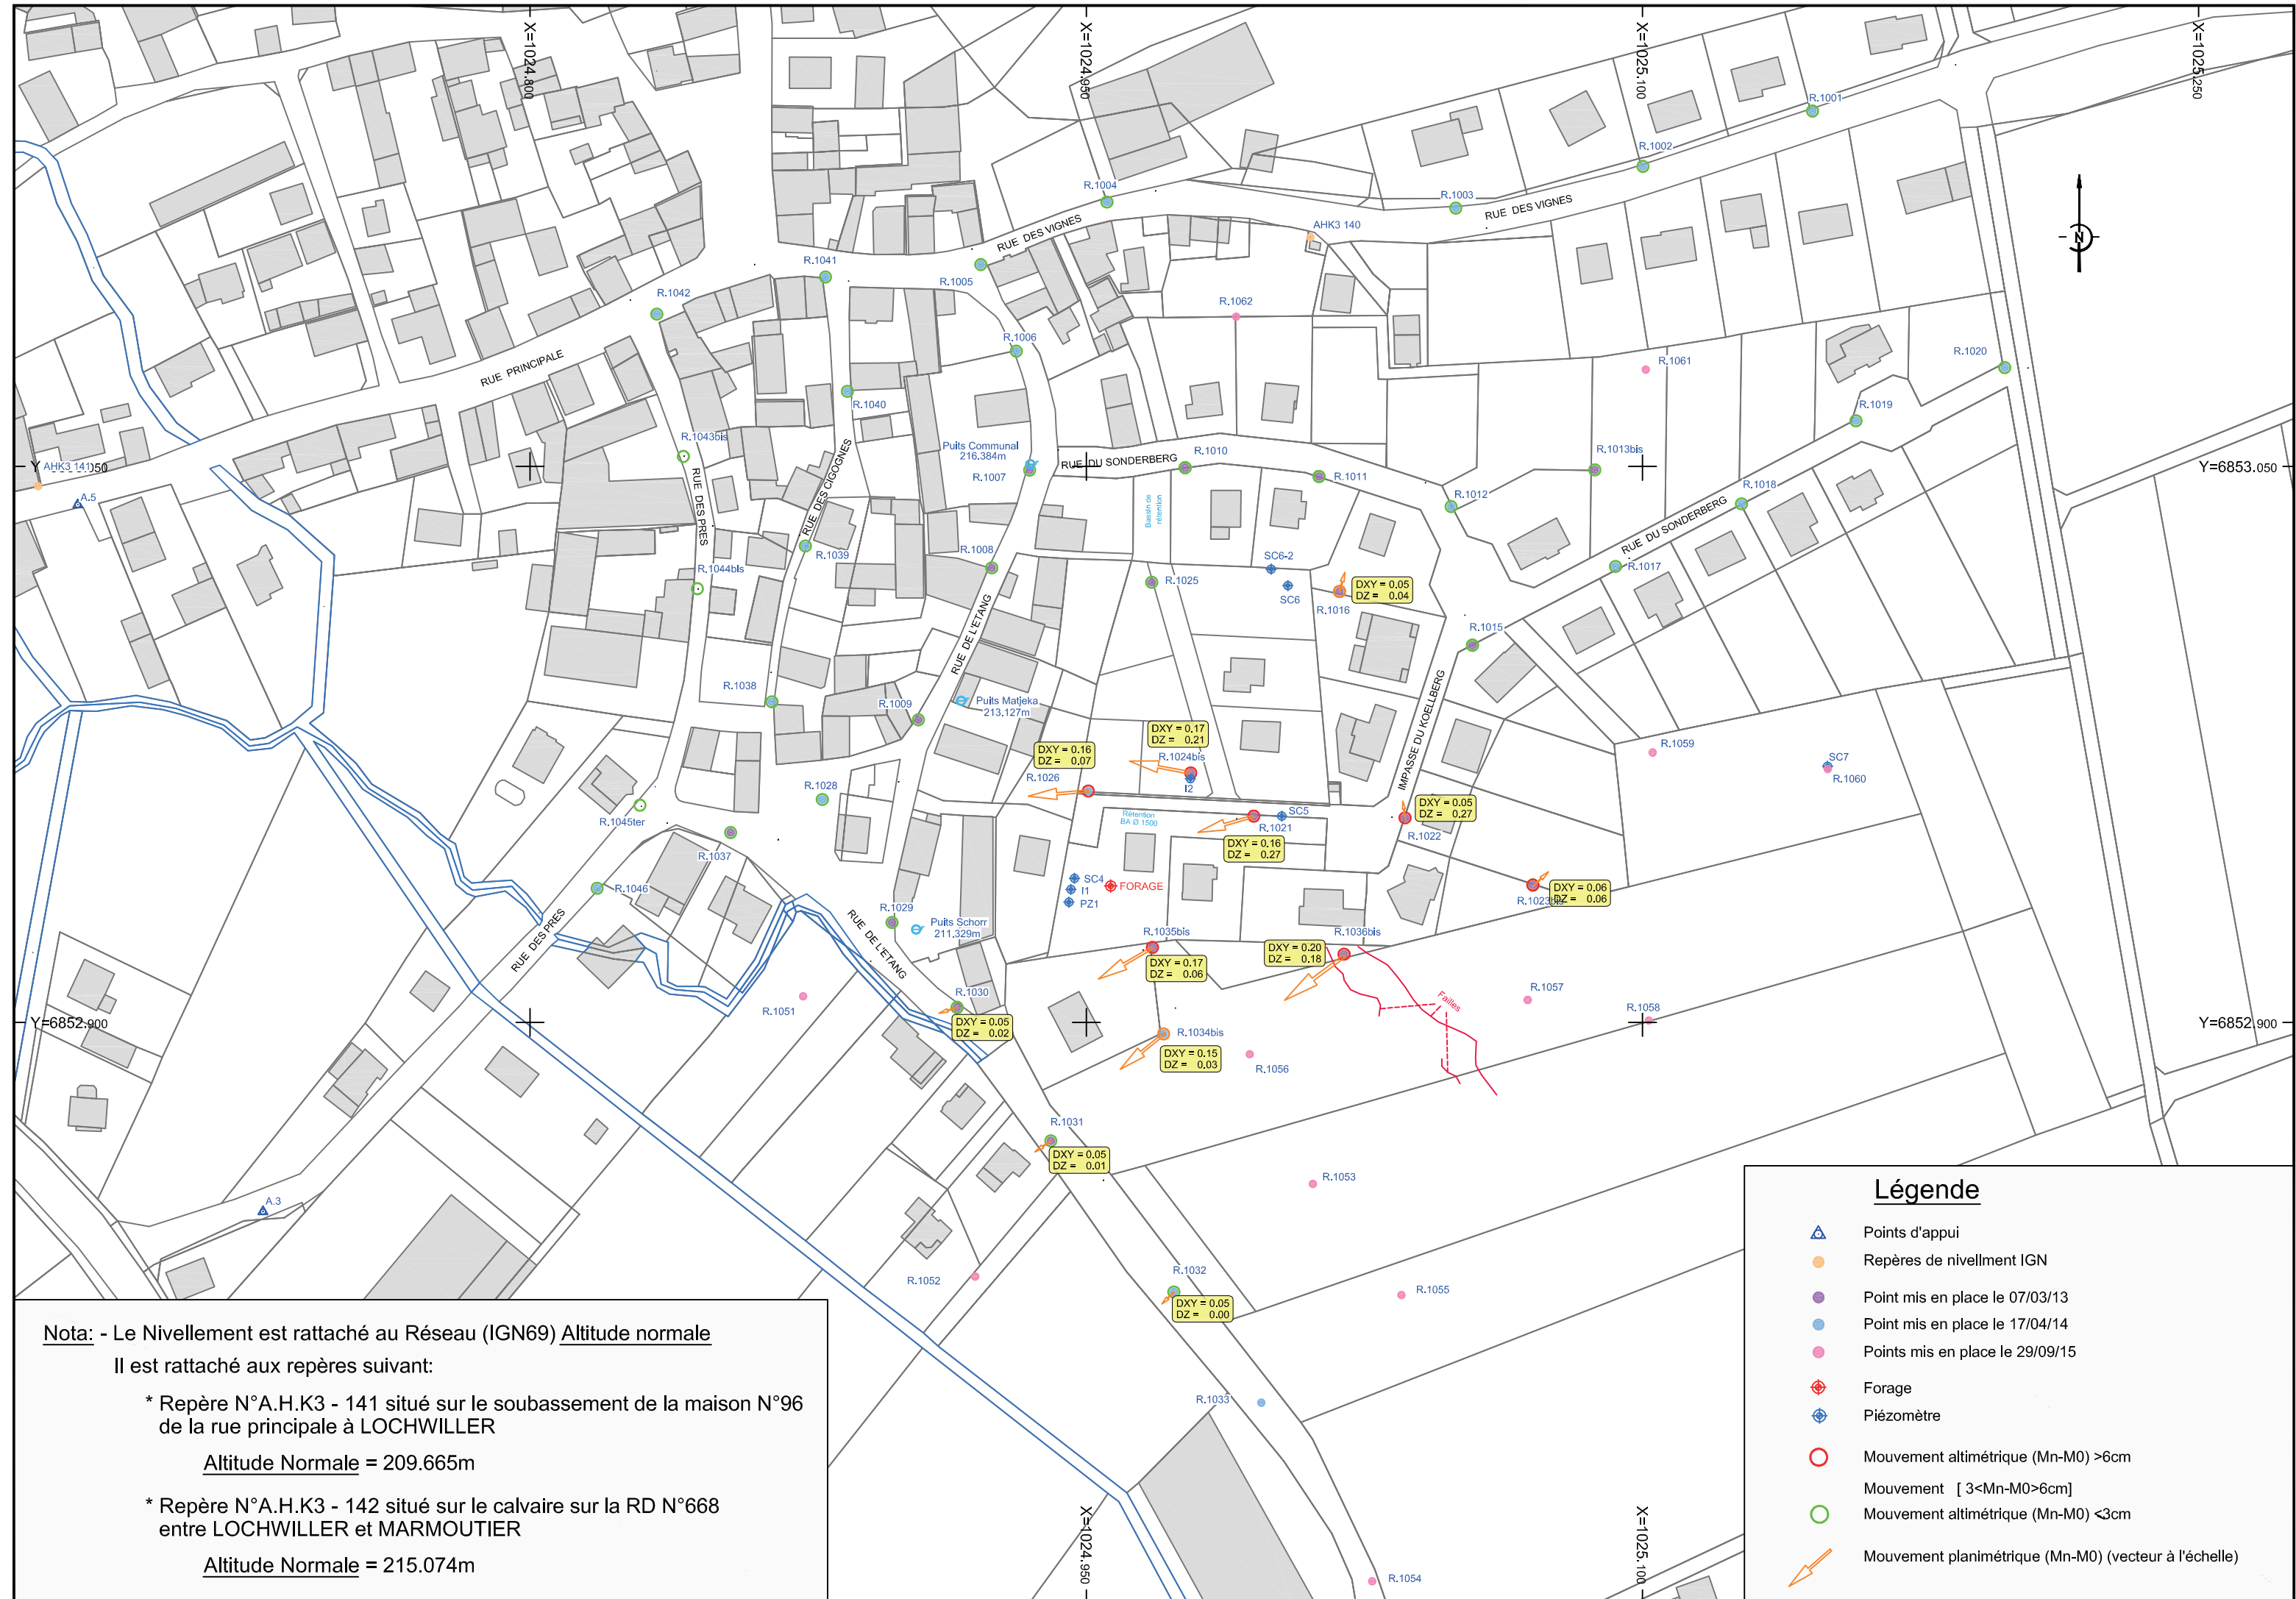 X=1024.800
X=1024.950
X=1025.100
X=1025.250
R.1001
R.1002
R.1003
R.1004
RUE DES VIGNES
RUE DES VIGNES
AHK3 140
R.1041
R.1005
R.1042
R.1062
R.1006
R.1061
R.1020
RUE PRINCIPALE
R.1040
R.1019
R.1043bis
Puits Communal
216,384m
R.1007
RUE DU SONDERBERG
R.1010
R.1011
R.1013bis
AHK3 141
Y=6853.050
A.5
RUE DES PRES
RUE DES CIGOGNES
Bassin de
rétention
R.1012
R.1018
RUE DU SONDERBERG
R.1039
R.1008
SC6-2
R.1017
R.1044bis
R.1025
SC6
DXY = 0.05
DZ = 0.04
R.1016
RUE DE L'ETANG
R.1015
R.1038
R.1009
Puits Matjeka
213,127m
IMPASSE DU KOELLBERG
DXY = 0.17
DZ = 0.21
DXY = 0.16
DZ = 0.07
R.1024bis
R.1026
I2
R.1059
SC7
R.1060
R.1028
R.1045ter
Rétention
BA Ø 1500
SC5
R.1021
DXY = 0.05
DZ = 0.27
R.1022
DXY = 0.16
DZ = 0.27
R.1037
SC4
I1
PZ1
FORAGE
R.1046
DXY = 0.06
DZ = 0.06
R.1023bis
RUE DES PRES
RUE DE L'ETANG
R.1029
Puits Schorr
211,329m
R.1035bis
R.1036bis
DXY = 0.20
DZ = 0.18
DXY = 0.17
DZ = 0.06
R.1051
R.1030
R.1057
Failles
R.1058
Y=6852.900
Y=6852.900
DXY = 0.05
DZ = 0.02
R.1034bis
DXY = 0.15
DZ = 0.03
R.1056
R.1031
DXY = 0.05
DZ = 0.01
R.1053
A.3
R.1052
R.1032
DXY = 0.05
DZ = 0.00
R.1055
R.1033
R.1054
X=1024.950
X=1025.100
Nota: - Le Nivellement est rattaché au Réseau (IGN69) Altitude normale
Il est rattaché aux repères suivant:
* Repère N°A.H.K3 - 141 situé sur le soubassement de la maison N°96
de la rue principale à LOCHWILLER
Altitude Normale = 209.665m
* Repère N°A.H.K3 - 142 situé sur le calvaire sur la RD N°668
entre LOCHWILLER et MARMOUTIER
Altitude Normale = 215.074m
Légende
Points d'appui
Repères de nivellment IGN
Point mis en place le 07/03/13
Point mis en place le 17/04/14
Points mis en place le 29/09/15
Forage
Piézomètre
Mouvement altimétrique (Mn-M0) >6cm
Mouvement [ 3<Mn-M0>6cm]
Mouvement altimétrique (Mn-M0) <3cm
Mouvement planimétrique (Mn-M0) (vecteur à l'échelle)
N